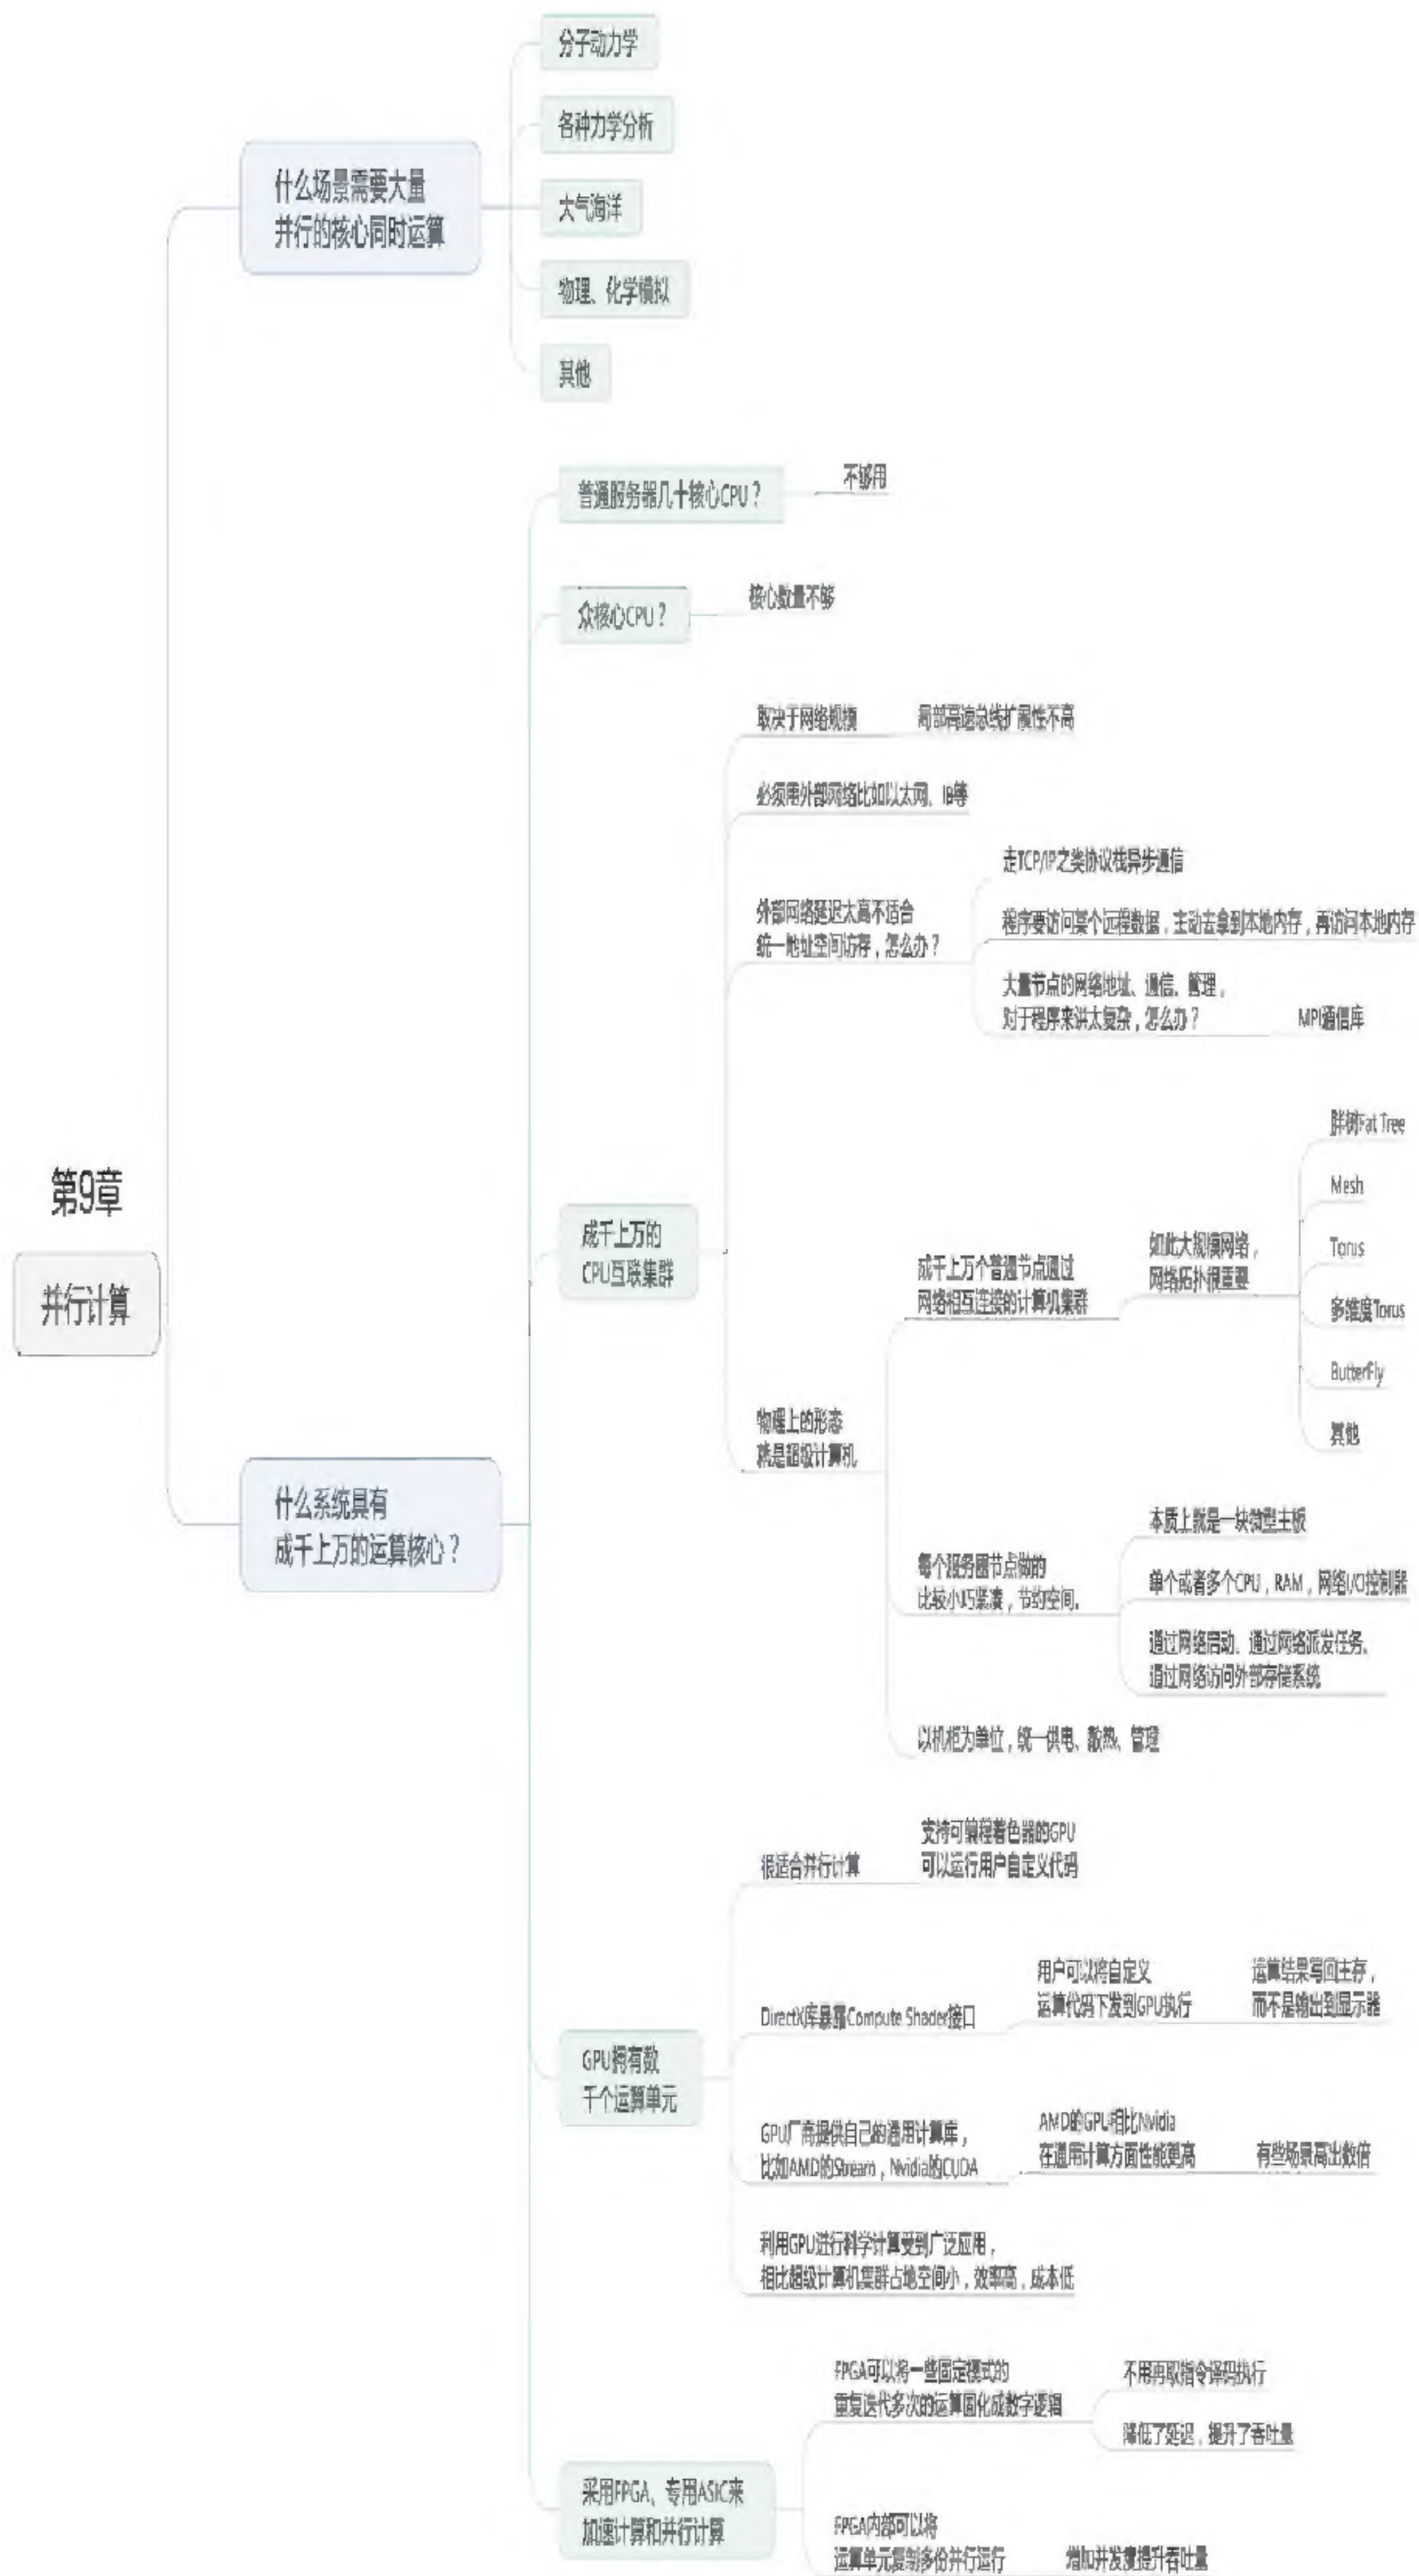 分子动力学
各种力学分析
什么场景需要大量
并行的核心同时运算
大气海洋
物理、化学模拟
其他
普通服务器几十核心CPU？
不够用
众核心CPU？
核心数量不够
取决于网络规模
局部高速总线扩展性不高
必须用外部网络比如以太网、IB等
外部网络延迟太高不适合
统一地址空间访存，怎么办？
走TCP/IP之类协议栈异步通信
程序要访问某个远程数据，主动去拿到本地内存，再访问本地内存
大量节点的网络地址、通信、管理，
对于程序来讲太复杂，怎么办？
MPI通信库
第9章
并行计算
成千上万的
CPU互联集群
成千上万个普通节点通过
网络相互连接的计算机集群
如此大规模网络，
网络拓扑很重要
胖树Fat Tree
Mesh
Torus
多维度Torus
ButterFly
其他
物理上的形态
就是超级计算机
什么系统具有
成千上万的运算核心？
每个服务器节点做的
比较小巧紧凑，节约空间。
本质上就是一块微型主板
单个或者多个CPU，RAM，网络I/O控制器
通过网络启动、通过网络派发任务、
通过网络访问外部存储系统
以机柜为单位，统一供电、散热、管理
GPU拥有数
千个运算单元
很适合并行计算
支持可编程着色器的GPU
可以运行用户自定义代码
DirectX库暴露Compute Shader接口
用户可以将自定义
运算代码下发到GPU执行
运算结果写回主存，
而不是输出到显示器
GPU厂商提供自己的通用计算库，
比如AMD的Stream，Nvidia的CUDA
AMD的GPU相比Nvidia
在通用计算方面性能更高
有些场景高出数倍
利用GPU进行科学计算受到广泛应用，
相比超级计算机集群占地空间小，效率高，成本低
采用FPGA、专用ASIC来
加速计算和并行计算
FPGA可以将一些固定模式的
重复迭代多次的运算固化成数字逻辑
不用再取指令译码执行
降低了延迟，提升了吞吐量
FPGA内部可以将
运算单元复制多份并行运行
增加并发度提升吞吐量